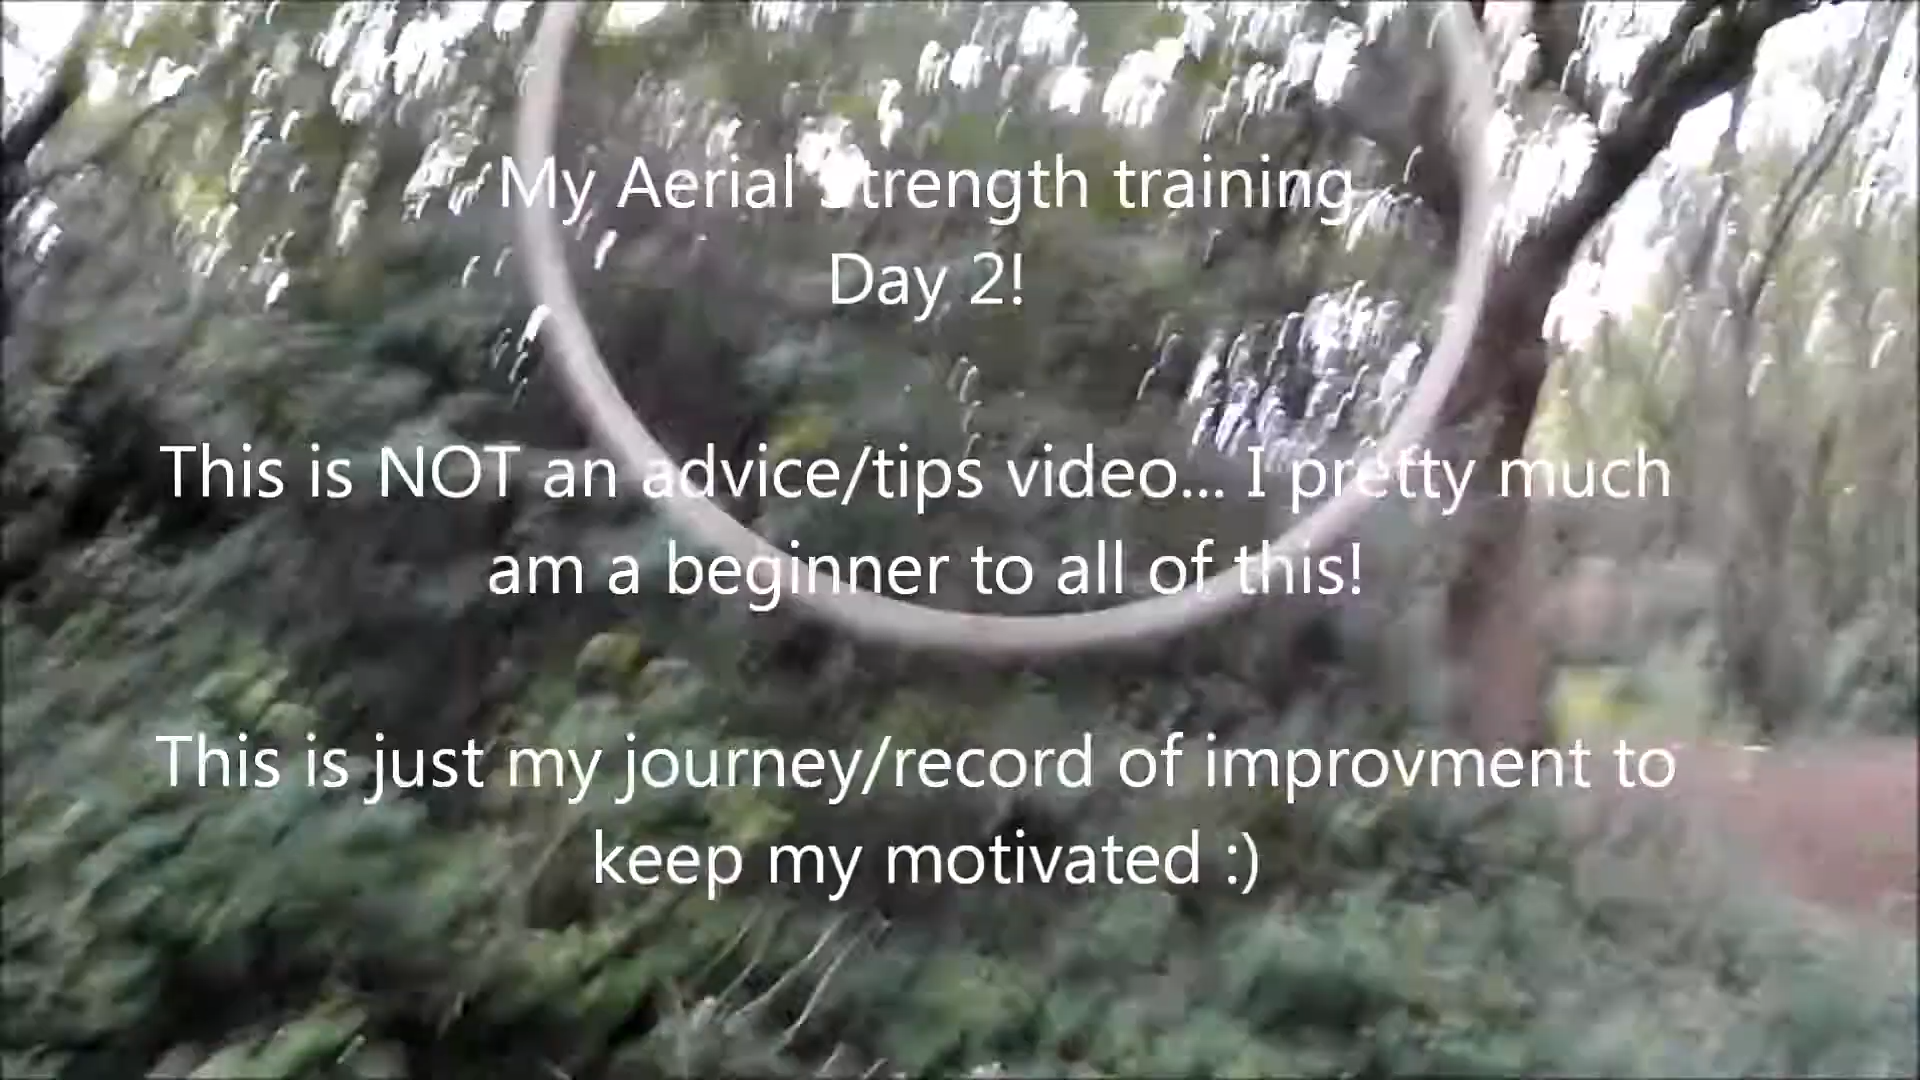 My Aerial Strength training
Day 2!
This is NOT an advice/tips video... I pretty much
am a beginner to all of this!
This is just my journey/record of improvment to
keep my motivated :)